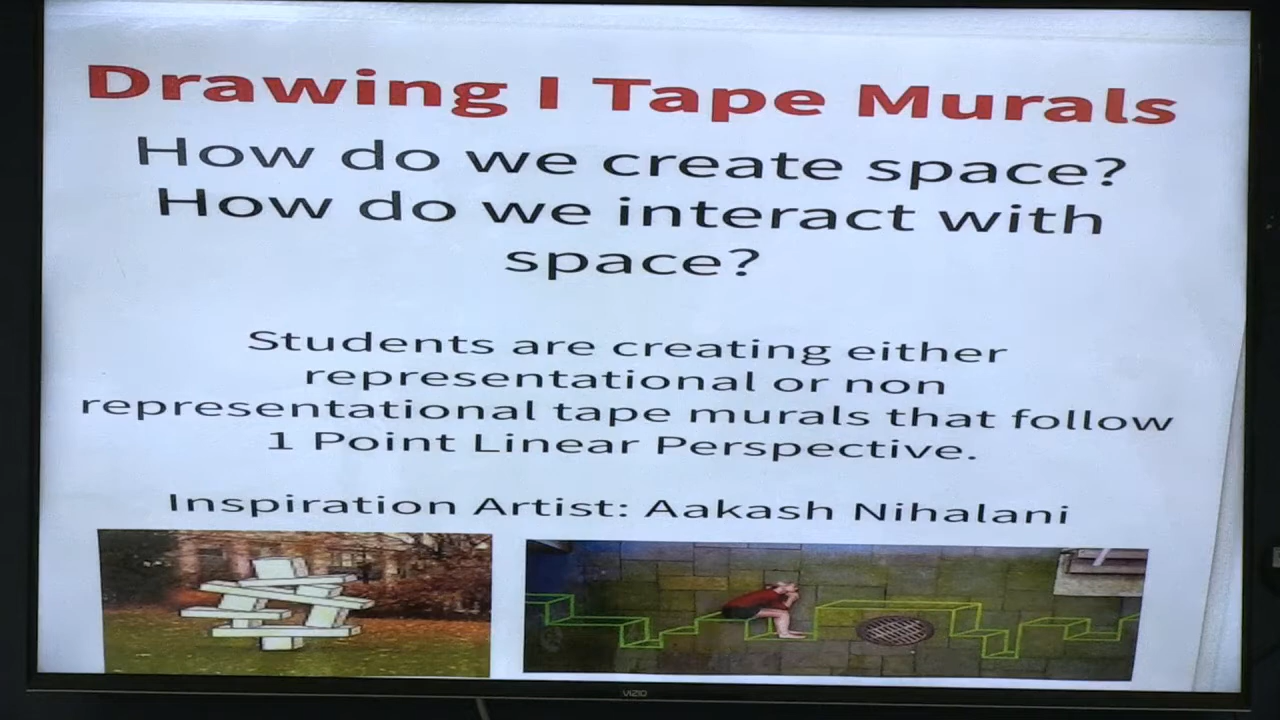 Drawing I Tape Murals
How do we create space?
How do we interact with
space?
Students are creating either
representational or non
representational tape murals that follow
1 Point Linear Perspective.
Inspiration Artist: Aakash Nihalani
VIZIO